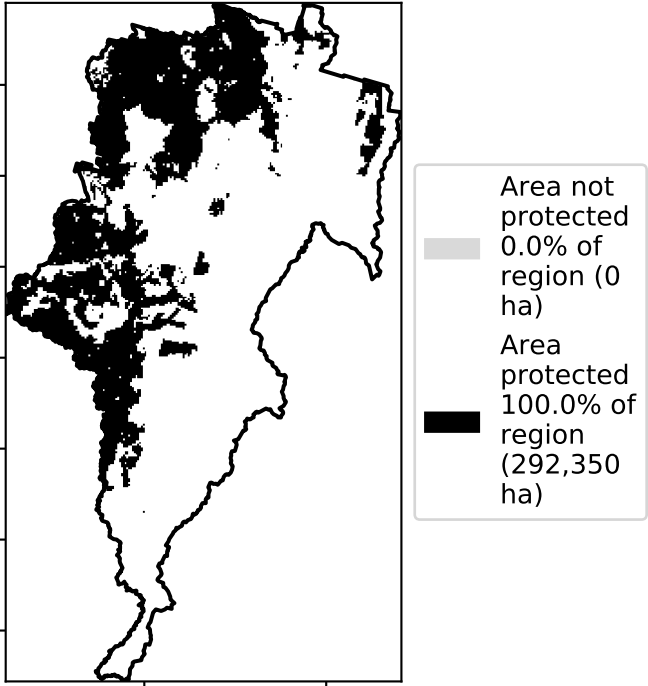 Area not
protected
0.0% of
region (0
ha)
Area
protected
100.0% of
region
(292,350
ha)